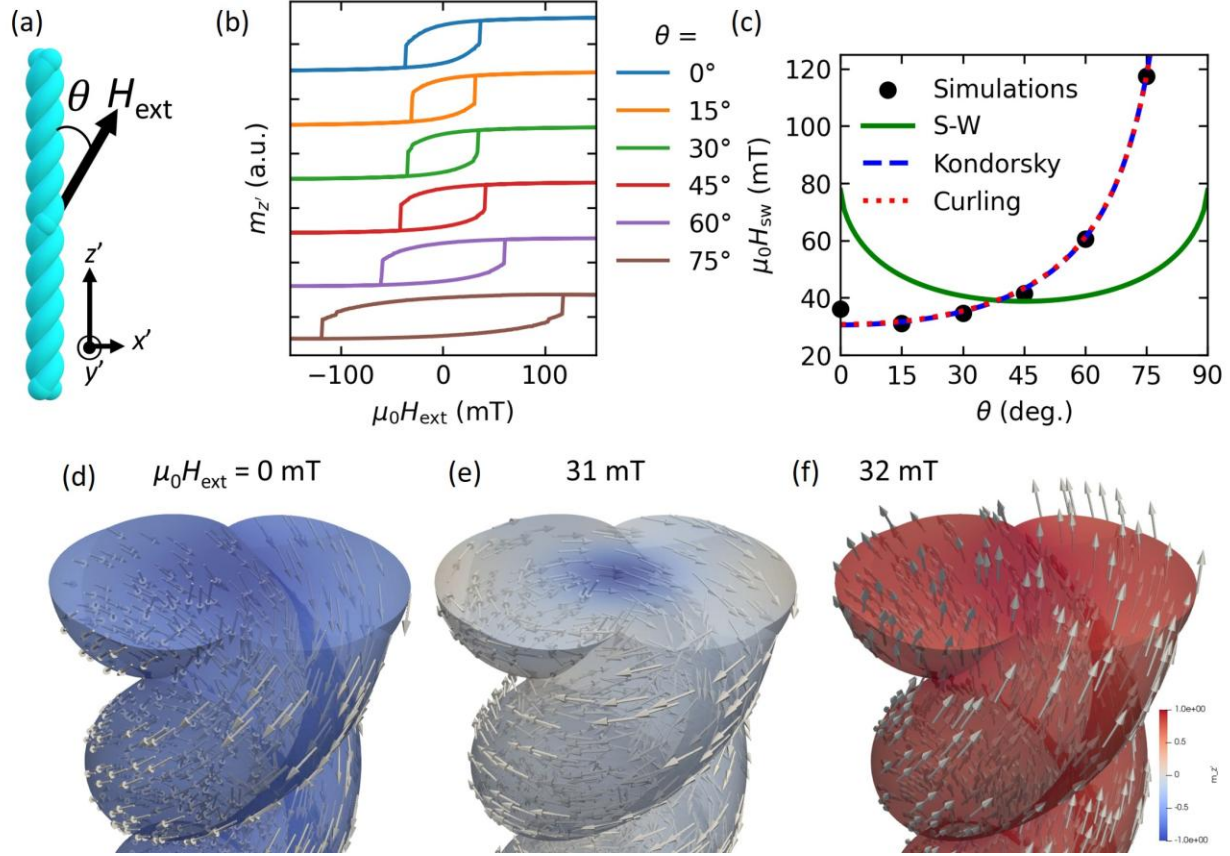 (a)
θ
H_ext
z'
x'
y'
(b)
m_z' (a.u.)
−100 0 100
μ₀H_ext (mT)
θ =
0°
15°
30°
45°
60°
75°
(c)
μ₀H_sw (mT)
120
100
80
60
40
20
Simulations
S-W
Kondorsky
Curling
0 15 30 45 60 75 90
θ (deg.)
(d) μ₀H_ext = 0 mT
(e) 31 mT
(f) 32 mT
1.0e+00
0.5
0
-0.5
-1.0e+00
m_z'